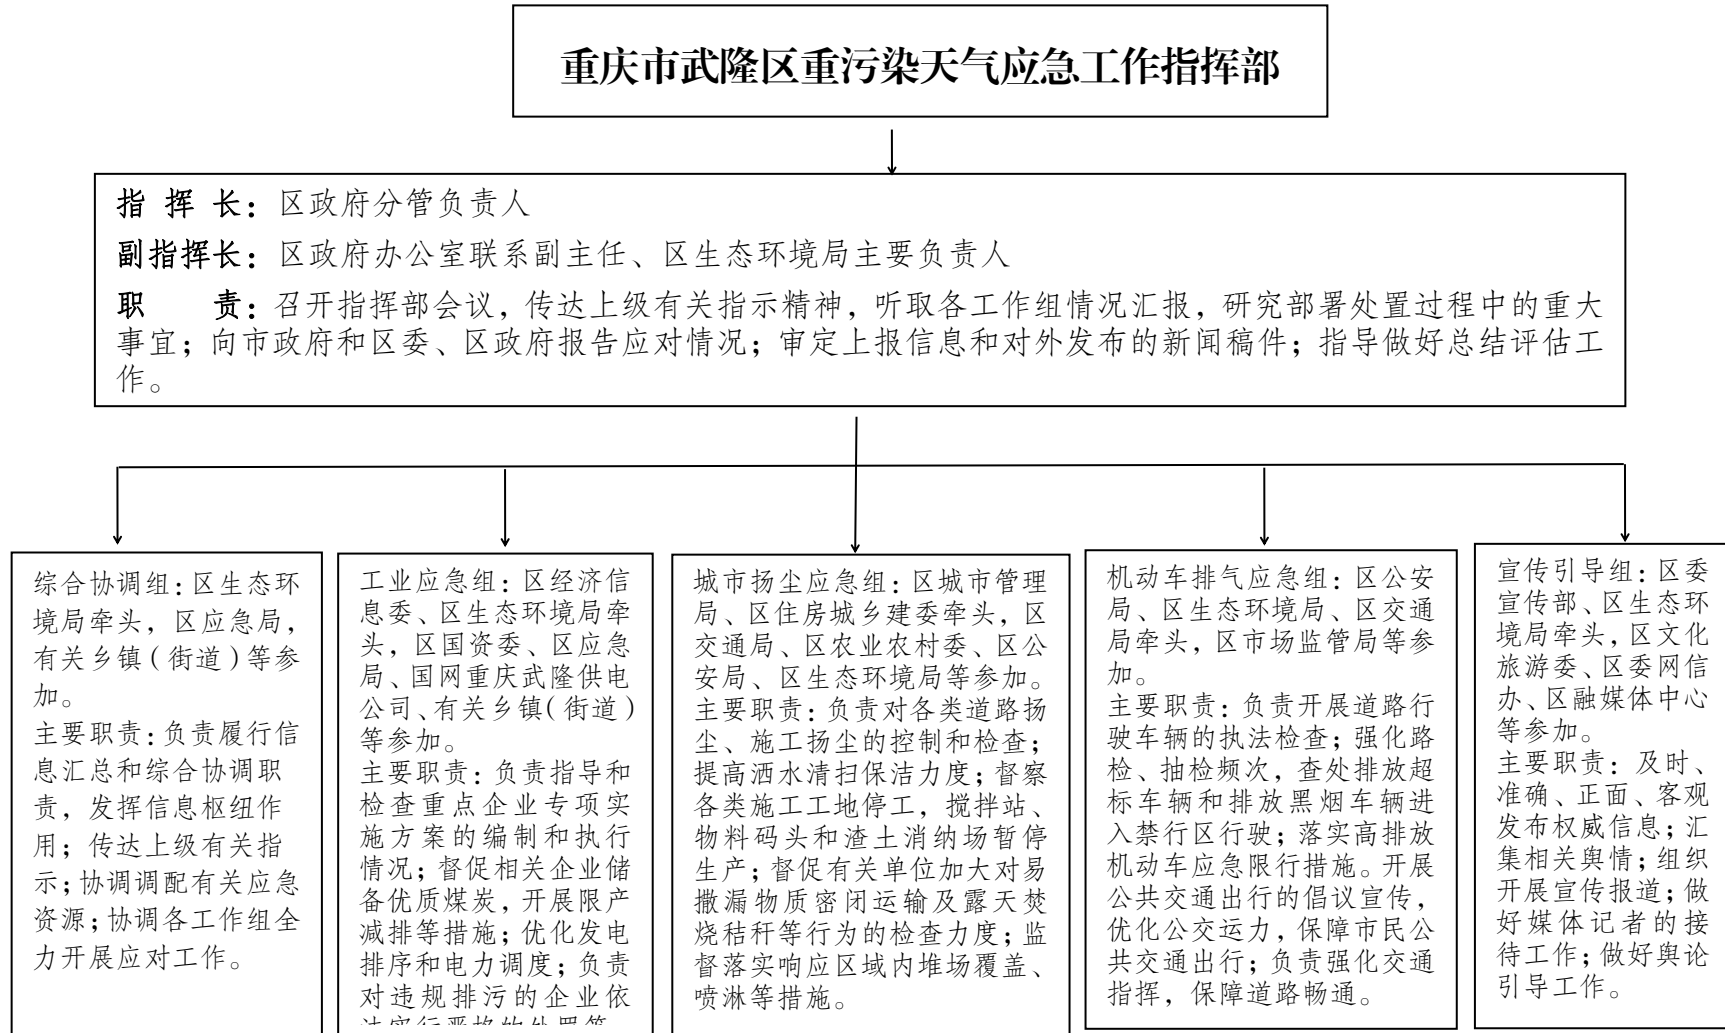 重庆市武隆区重污染天气应急工作指挥部
指 挥 长：区政府分管负责人
副指挥长：区政府办公室联系副主任、区生态环境局主要负责人
职 责：召开指挥部会议，传达上级有关指示精神，听取各工作组情况汇报，研究部署处置过程中的重大
事宜；向市政府和区委、区政府报告应对情况；审定上报信息和对外发布的新闻稿件；指导做好总结评估工
作。
综合协调组：区生态环
境局牵头，区应急局，
有关乡镇（街道）等参
加。
主要职责：负责履行信
息汇总和综合协调职
责，发挥信息枢纽作
用；传达上级有关指
示；协调调配有关应急
资源；协调各工作组全
力开展应对工作。
工业应急组：区经济信
息委、区生态环境局牵
头，区国资委、区应急
局、国网重庆武隆供电
公司、有关乡镇（街道）
等参加。
主要职责：负责指导和
检查重点企业专项实
施方案的编制和执行
情况；督促相关企业储
备优质煤炭，开展限产
减排等措施；优化发电
排序和电力调度；负责
对违规排污的企业依
法实行严格的处置等
城市扬尘应急组：区城市管理
局、区住房城乡建委牵头，区
交通局、区农业农村委、区公
安局、区生态环境局等参加。
主要职责：负责对各类道路扬
尘、施工扬尘的控制和检查；
提高洒水清扫保洁力度；督察
各类施工工地停工，搅拌站、
物料码头和渣土消纳场暂停
生产；督促有关单位加大对易
撒漏物质密闭运输及露天焚
烧秸秆等行为的检查力度；监
督落实响应区域内堆场覆盖、
喷淋等措施。
机动车排气应急组：区公安
局、区生态环境局、区交通
局牵头，区市场监管局等参
加。
主要职责：负责开展道路行
驶车辆的执法检查；强化路
检、抽检频次，查处排放超
标车辆和排放黑烟车辆进
入禁行区行驶；落实高排放
机动车应急限行措施。开展
公共交通出行的倡议宣传，
优化公交运力，保障市民公
共交通出行；负责强化交通
指挥，保障道路畅通。
宣传引导组：区委
宣传部、区生态环
境局牵头，区文化
旅游委、区委网信
办、区融媒体中心
等参加。
主要职责：及时、
准确、正面、客观
发布权威信息；汇
集相关舆情；组织
开展宣传报道；做
好媒体记者的接
待工作；做好舆论
引导工作。